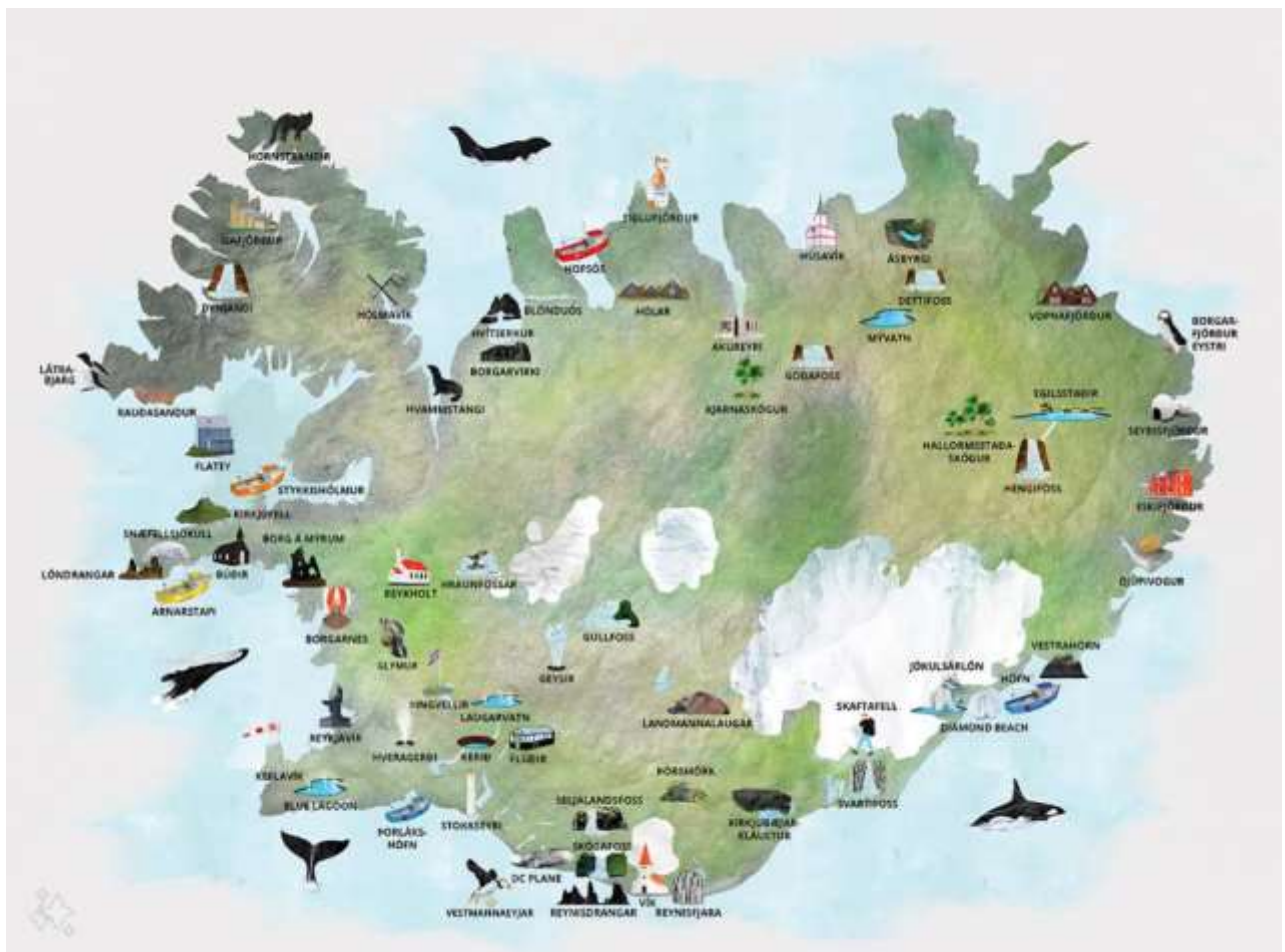 HORNSTRANDIR
SIGLUFJÖRÐUR
ÍSAFJÖRÐUR
HOFSÓS
HÚSAVÍK
ÁSBYRGI
DYNJANDI
HÓLMAVÍK
BLÖNDUÓS
HÓLAR
DETTIFOSS
VOPNAFJÖRÐUR
BORGAR-
FJÖRÐUR
EYSTRI
HVÍTSERKUR
AKUREYRI
MÝVATN
LÁTRA-
BJARG
BORGARVIRKI
GOÐAFOSS
RAUÐASANDUR
HVAMMSTANGI
KJARNASKÓGUR
EGILSSTAÐIR
SEYÐISFJÖRÐUR
FLATEY
HALLORMSSTAÐA-
SKÓGUR
STYKKISHÓLMUR
HENGIFOSS
KIRKJUFELL
ESKIFJÖRÐUR
SNÆFELLSJÖKULL
BORG Á MÝRUM
LÓNDRANGAR
BÚÐIR
HRAUNFOSSAR
DJÚPIVOGUR
ARNARSTAPI
REYKHOLT
BORGARNES
GULLFOSS
GLYMUR
VESTRAHORN
GEYSIR
JÖKULSÁRLÓN
HÖFN
ÞINGVELLIR
LAUGARVATN
LANDMANNALAUGAR
SKAFTAFELL
DIAMOND BEACH
REYKJAVÍK
HVERAGERÐI
KERIÐ
FLÚÐIR
KEFLAVÍK
ÞÓRSMÖRK
BLUE LAGOON
SELJALANDSFOSS
SVARTIFOSS
ÞORLÁKS-
HÖFN
STOKKSEYRI
KIRKJUBÆJAR-
KLAUSTUR
SKÓGAFOSS
DC PLANE
VESTMANNAEYJAR
REYNISDRANGAR
VÍK
REYNISFJARA